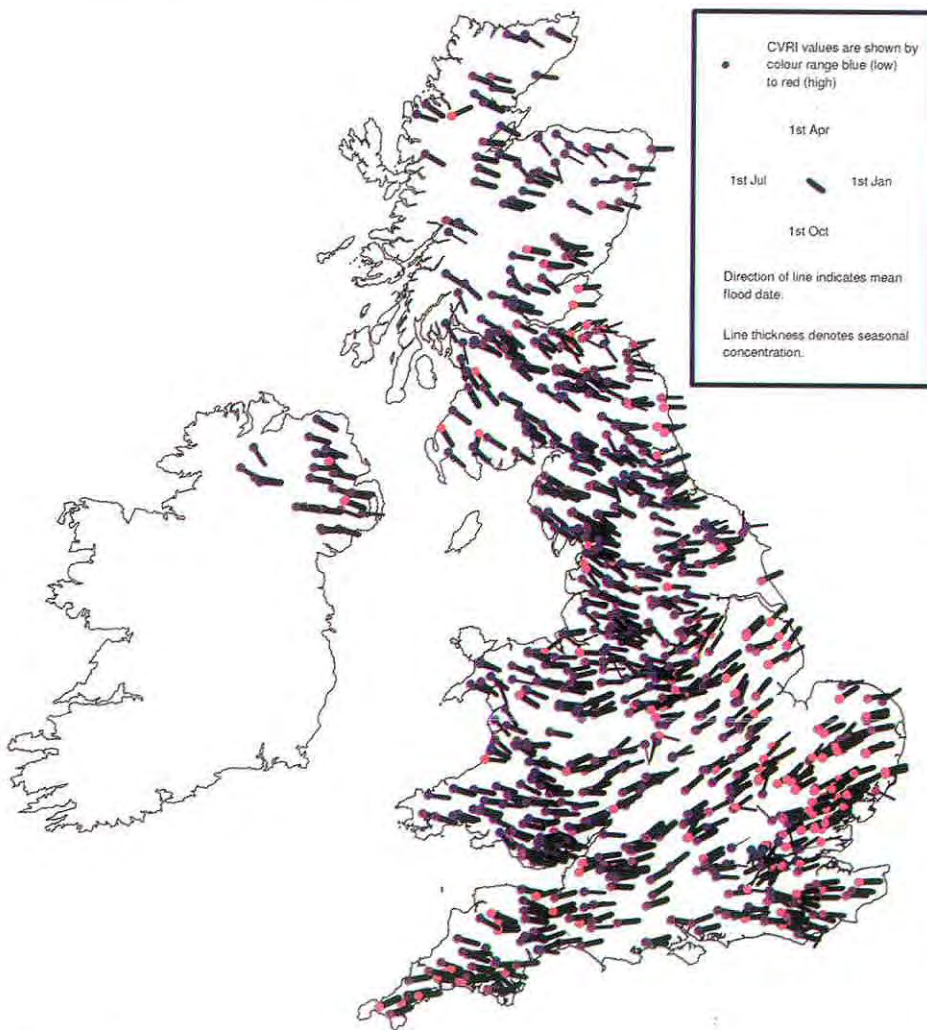 CVRI values are shown by
colour range blue (low)
to red (high)
1st Apr
1st Jul 1st Jan
1st Oct
Direction of line indicates mean
flood date.
Line thickness denotes seasonal
concentration.